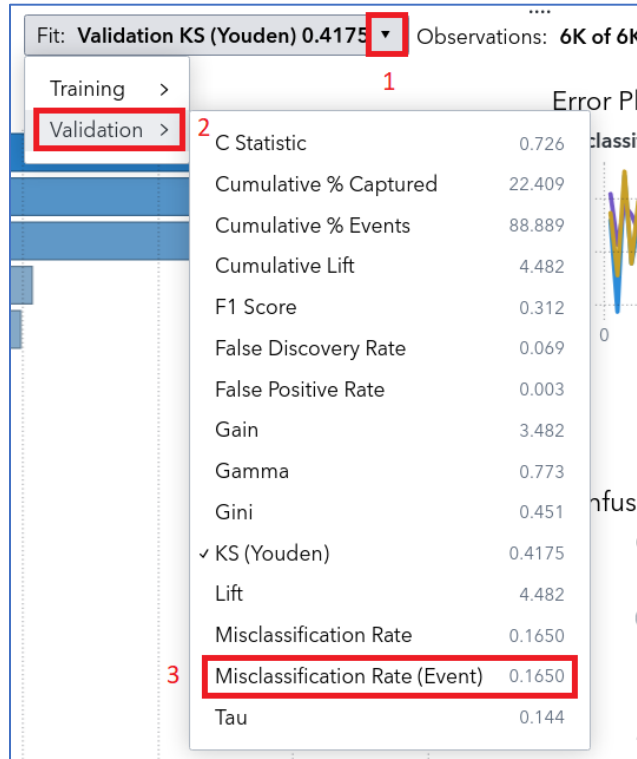 ....
Fit: Validation KS (Youden) 0.4175 ▼ Observations: 6K of 6K
1
Training >
Validation >
2
Error Pl
classi
C Statistic 0.726
Cumulative % Captured 22.409
Cumulative % Events 88.889
Cumulative Lift 4.482
F1 Score 0.312
False Discovery Rate 0.069
0
False Positive Rate 0.003
Gain 3.482
Gamma 0.773
Gini 0.451
nfus
✓ KS (Youden) 0.4175
Lift 4.482
Misclassification Rate 0.1650
3 Misclassification Rate (Event) 0.1650
Tau 0.144